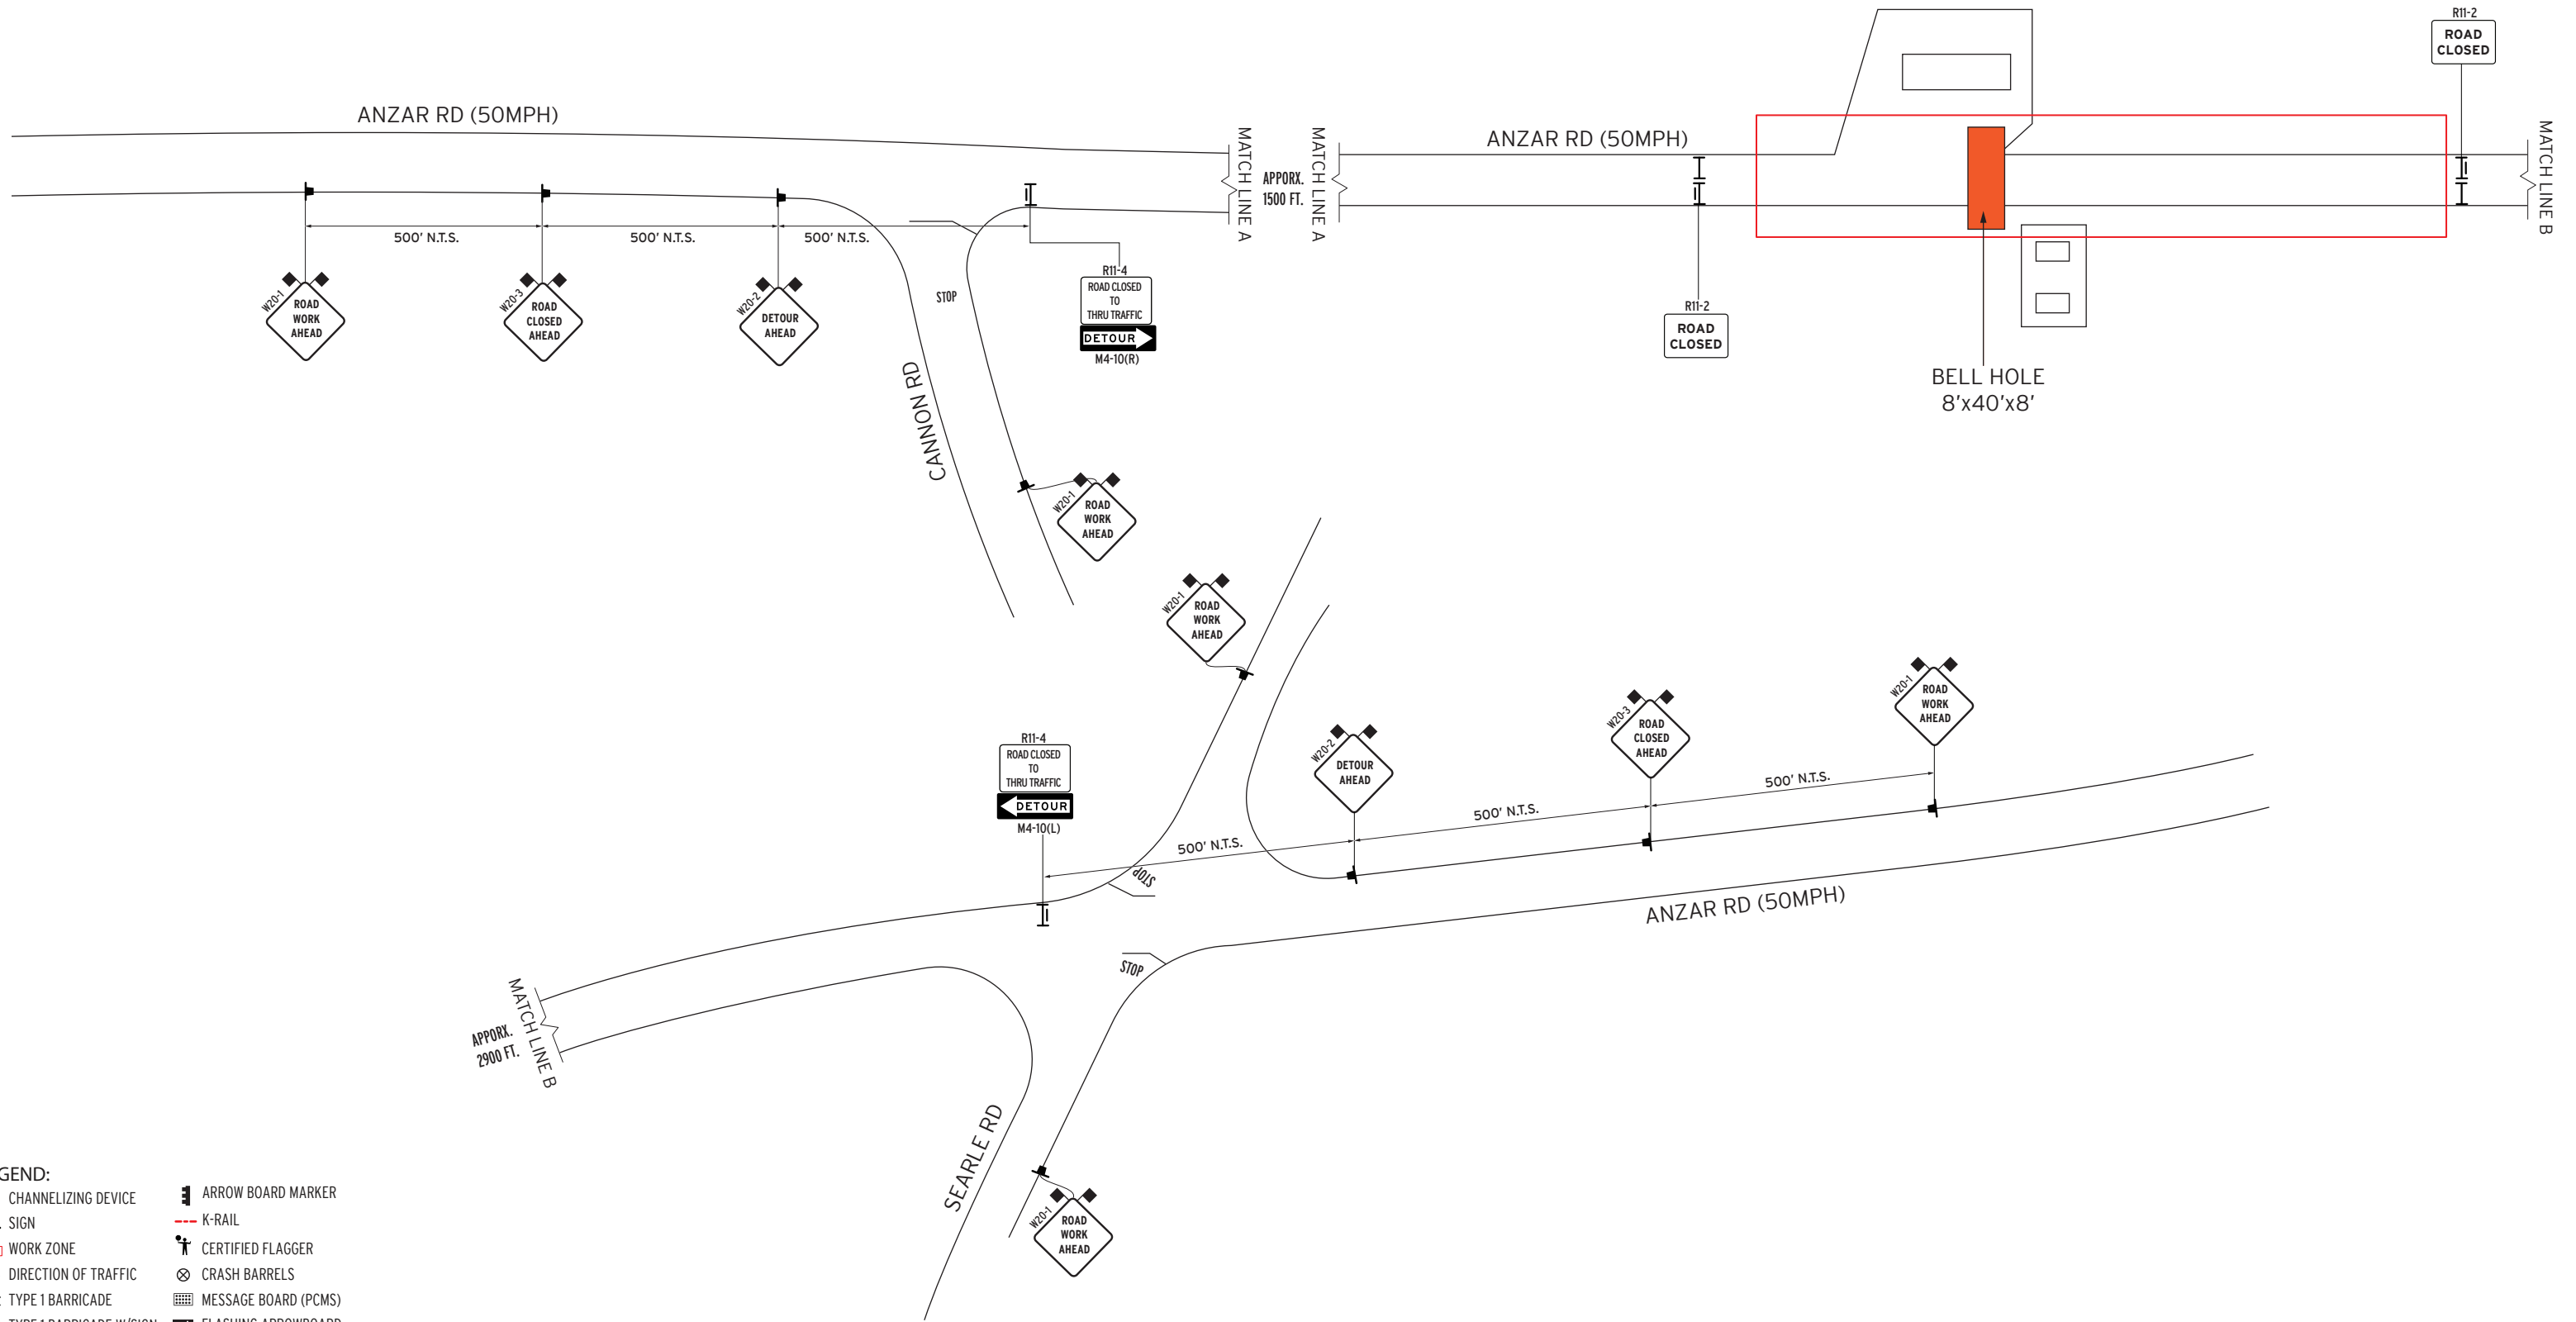 ANZAR RD (50MPH)
500' N.T.S.
500' N.T.S.
500' N.T.S.
W20-1
ROAD
WORK
AHEAD
W20-3
ROAD
CLOSED
AHEAD
W20-2
DETOUR
AHEAD
STOP
CANNON RD
R11-4
ROAD CLOSED
TO
THRU TRAFFIC
DETOUR
M4-10(R)
W20-1
ROAD
WORK
AHEAD
MATCH LINE A
APPORX.
1500 FT.
MATCH LINE A
ANZAR RD (50MPH)
R11-2
ROAD
CLOSED
BELL HOLE
8'x40'x8'
R11-2
ROAD
CLOSED
MATCH LINE B
W20-1
ROAD
WORK
AHEAD
R11-4
ROAD CLOSED
TO
THRU TRAFFIC
DETOUR
M4-10(L)
W20-2
DETOUR
AHEAD
W20-3
ROAD
CLOSED
AHEAD
W20-1
ROAD
WORK
AHEAD
500' N.T.S.
500' N.T.S.
500' N.T.S.
STOP
ANZAR RD (50MPH)
STOP
MATCH LINE B
APPORX.
2900 FT.
SEARLE RD
W20-1
ROAD
WORK
AHEAD
GEND:
CHANNELIZING DEVICE
SIGN
WORK ZONE
DIRECTION OF TRAFFIC
TYPE 1 BARRICADE
TYPE 1 BARRICADE W/SIGN
ARROW BOARD MARKER
K-RAIL
CERTIFIED FLAGGER
CRASH BARRELS
MESSAGE BOARD (PCMS)
FLASHING ARROWBOARD